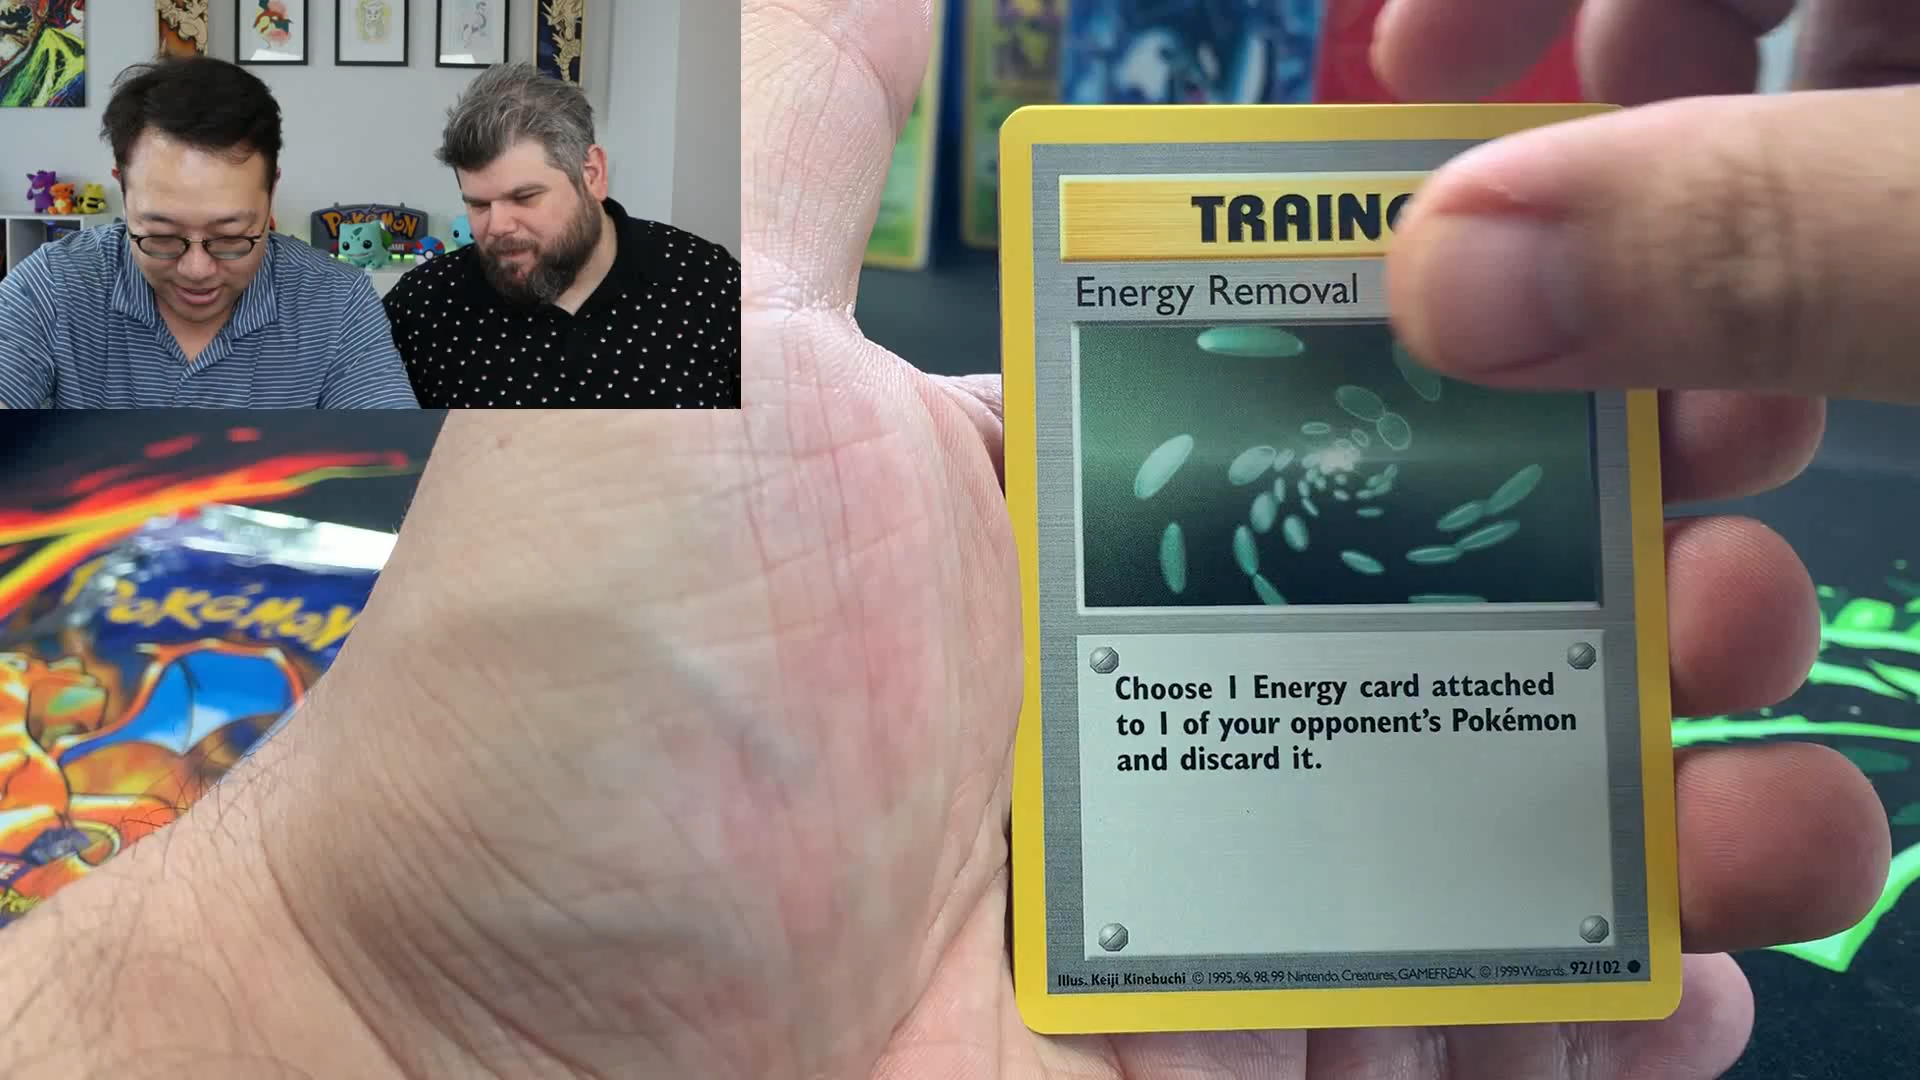 POKéMON
POKéMON
TRAIN
Energy Removal
Choose 1 Energy card attached
to 1 of your opponent's Pokémon
and discard it.
Illus. Keiji Kinebuchi © 1995, 96, 98, 99 Nintendo, Creatures, GAMEFREAK. © 1999 Wizards. 92/102